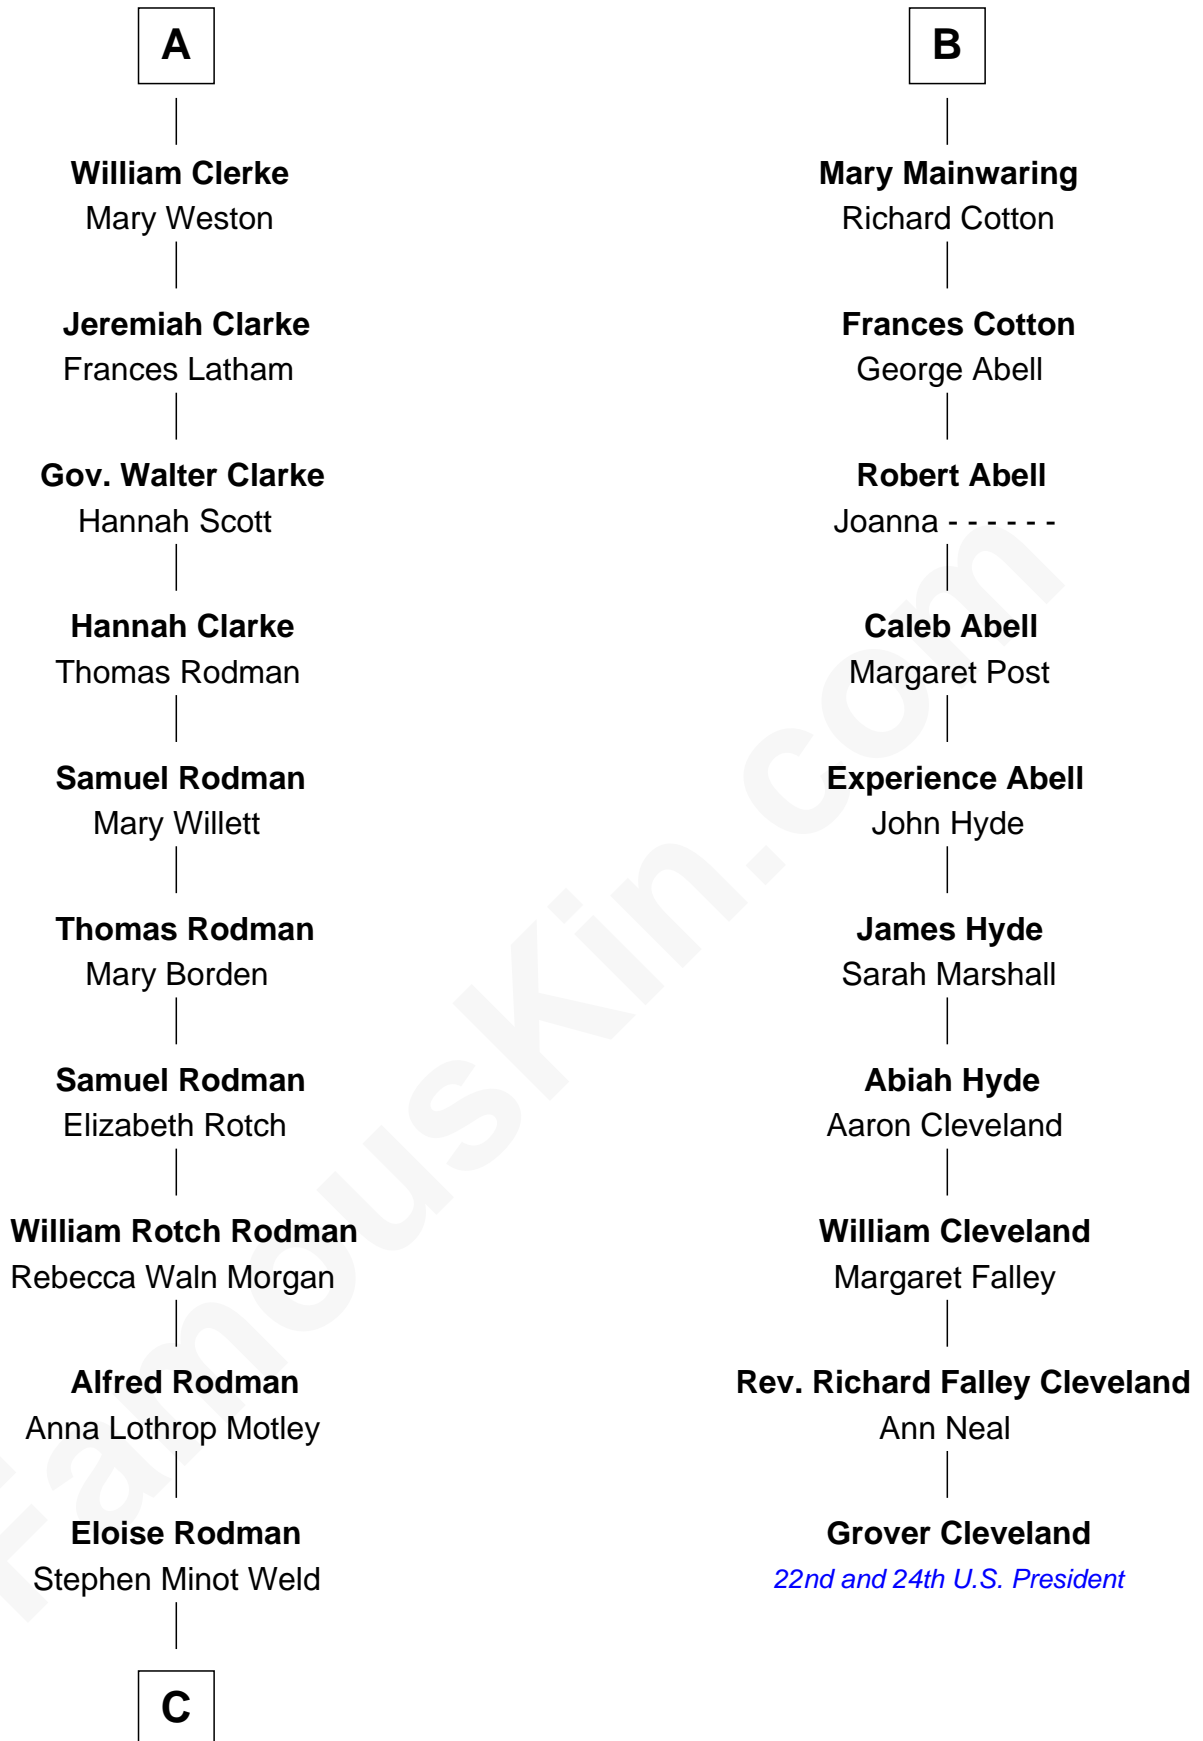 A
William Clerke
Mary Weston
Jeremiah Clarke
Frances Latham
Gov. Walter Clarke
Hannah Scott
Hannah Clarke
Thomas Rodman
Samuel Rodman
Mary Willett
Thomas Rodman
Mary Borden
Samuel Rodman
Elizabeth Rotch
William Rotch Rodman
Rebecca Waln Morgan
Alfred Rodman
Anna Lothrop Motley
Eloise Rodman
Stephen Minot Weld
C
B
Mary Mainwaring
Richard Cotton
Frances Cotton
George Abell
Robert Abell
Joanna - - - - - -
Caleb Abell
Margaret Post
Experience Abell
John Hyde
James Hyde
Sarah Marshall
Abiah Hyde
Aaron Cleveland
William Cleveland
Margaret Falley
Rev. Richard Falley Cleveland
Ann Neal
Grover Cleveland
22nd and 24th U.S. President
FamousKin.com